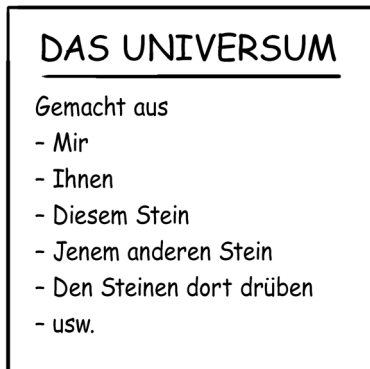 DAS UNIVERSUM
Gemacht aus
– Mir
– Ihnen
– Diesem Stein
– Jenem anderen Stein
– Den Steinen dort drüben
– usw.